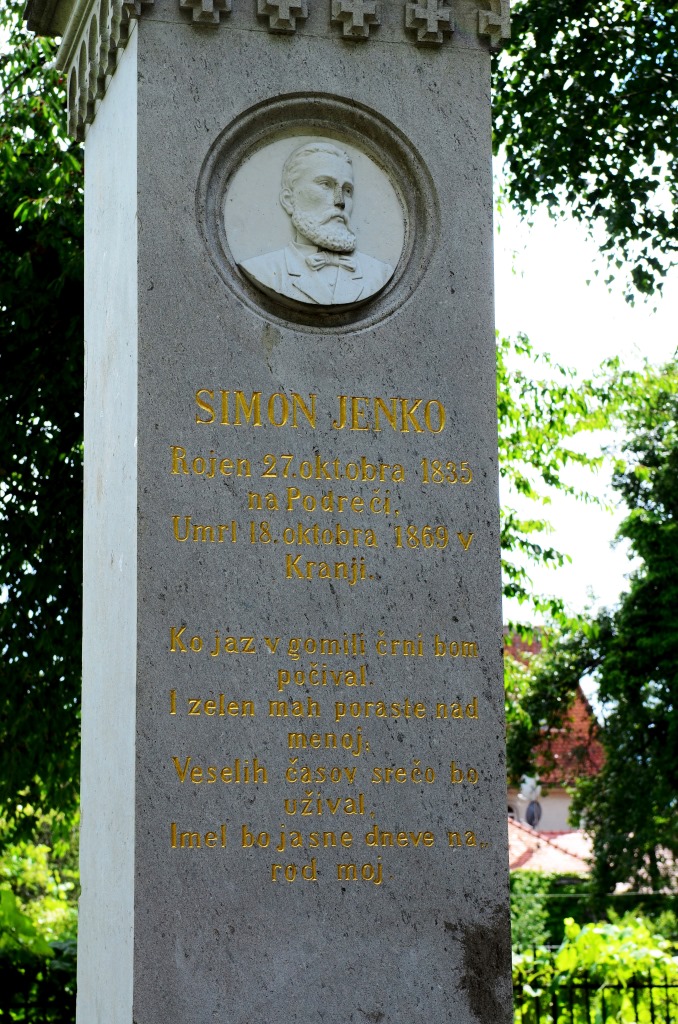 SIMON JENKO
Rojen 27. oktobra 1835
na Podreči,
Umrl 18. oktobra 1869 v
Kranji.
Ko jaz v gomili črni bom
počival.
I zelen mah poraste nad
menoj,
Veselih časov srečo bo
užival,
Imel bo jasne dneve na„
rod moj.